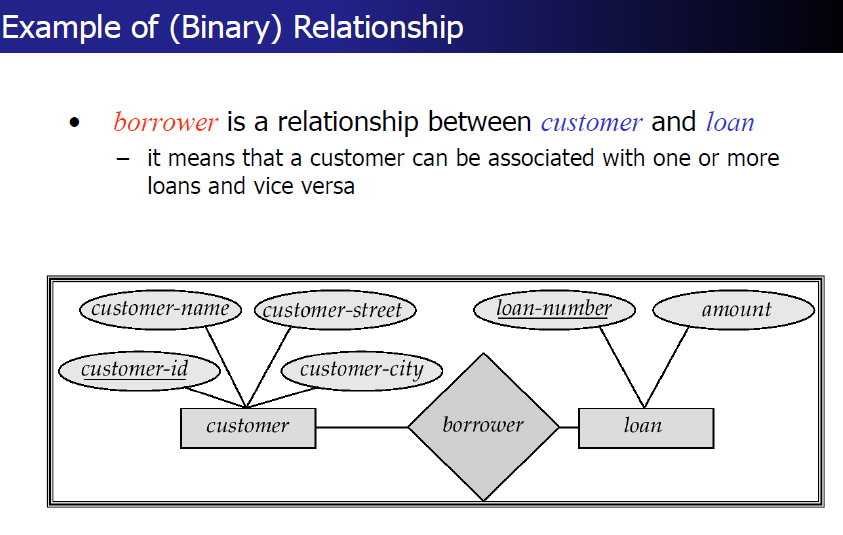 Example of (Binary) Relationship
• borrower is a relationship between customer and loan
– it means that a customer can be associated with one or more
loans and vice versa
customer-name customer-street loan-number amount
customer-id customer-city
customer borrower loan